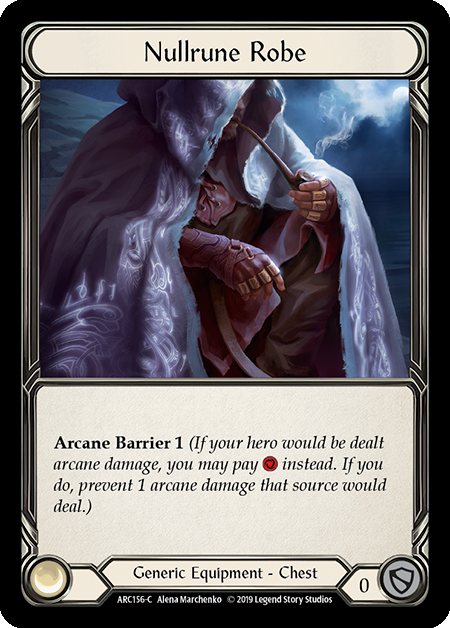 Nullrune Robe
Arcane Barrier 1 (If your hero would be dealt
arcane damage, you may pay instead. If you
do, prevent 1 arcane damage that source would
deal.)
Generic Equipment - Chest
0
ARC156-C Alena Marchenko © 2019 Legend Story Studios